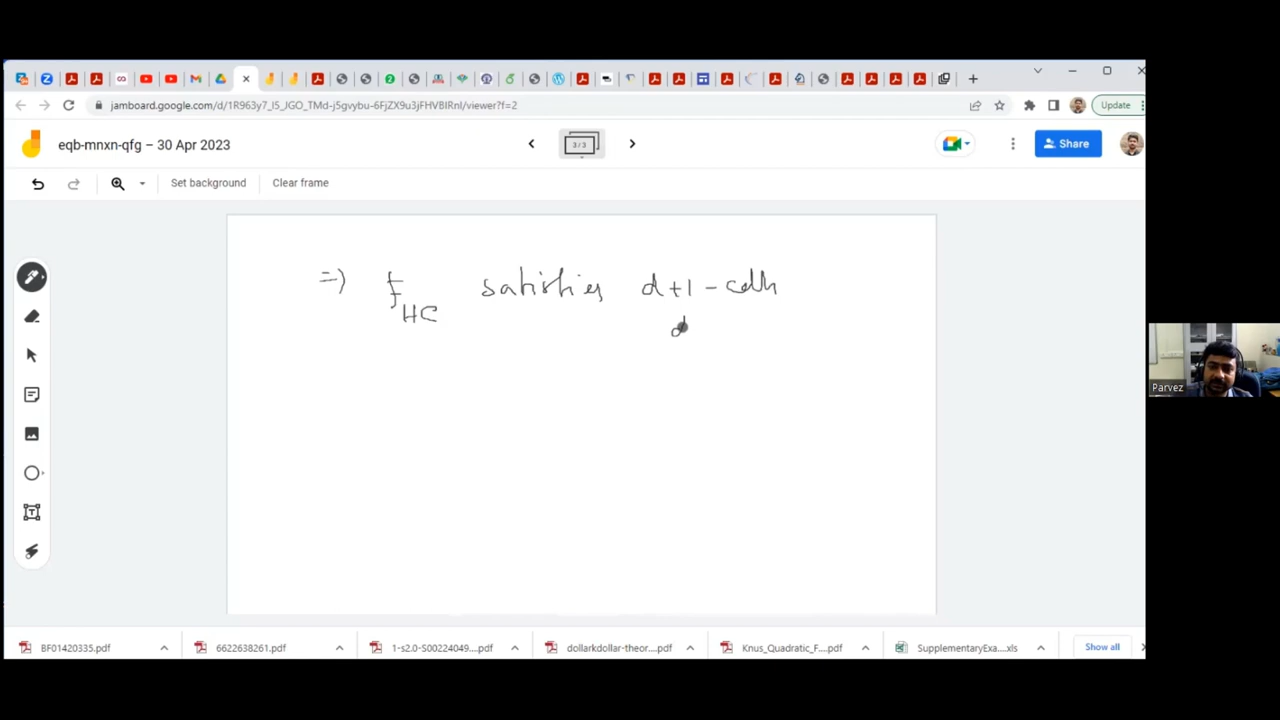 jamboard.google.com/d/1R963y7_I5_JGO_TMd-j5gvybu-6FjZX9u3jFHVBIRnI/viewer?f=2
Update
eqb-mnxn-qfg – 30 Apr 2023
3 / 3
Share
Set background
Clear frame
=) F_HC satisfies d+1 - cdh
d
Parvez
BF01420335.pdf
6622638261.pdf
1-s2.0-S00224049....pdf
dollarkdollar-theor....pdf
Knus_Quadratic_F....pdf
SupplementaryExa....xls
Show all